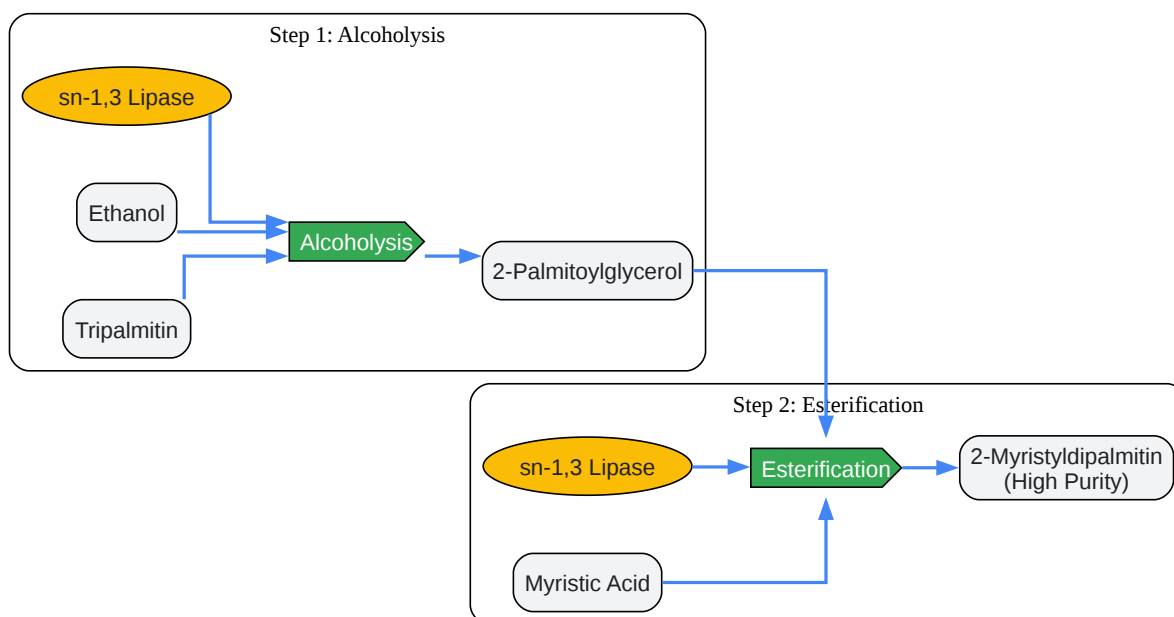 Step 1: Alcoholysis
sn-1,3 Lipase
Ethanol
Alcoholysis
2-Palmitoylglycerol
Tripalmitin
Step 2: Esterification
sn-1,3 Lipase
Esterification
2-Myristyldipalmitin
(High Purity)
Myristic Acid